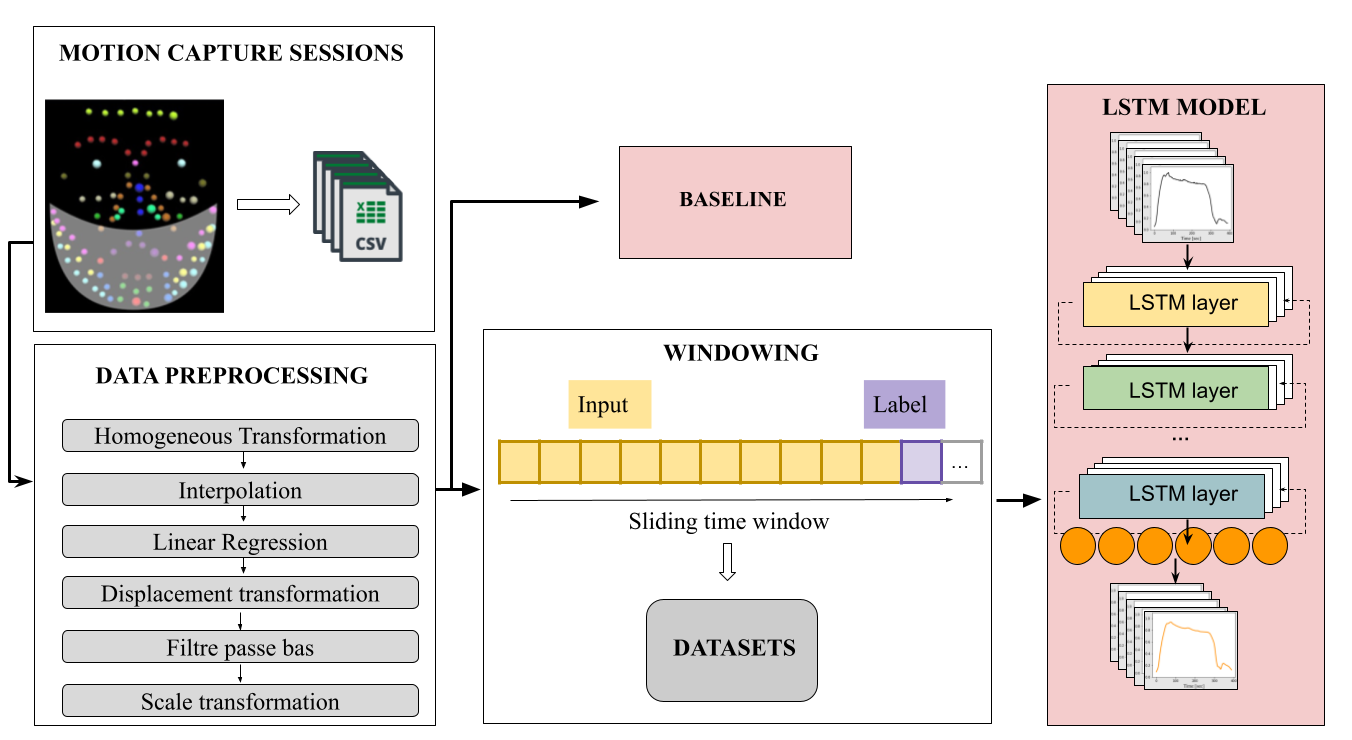 MOTION CAPTURE SESSIONS
X
CSV
DATA PREPROCESSING
Homogeneous Transformation
Interpolation
Linear Regression
Displacement transformation
Filtre passe bas
Scale transformation
BASELINE
WINDOWING
Input
Label
...
Sliding time window
DATASETS
LSTM MODEL
Time [sec]
LSTM layer
LSTM layer
...
LSTM layer
Time [sec]